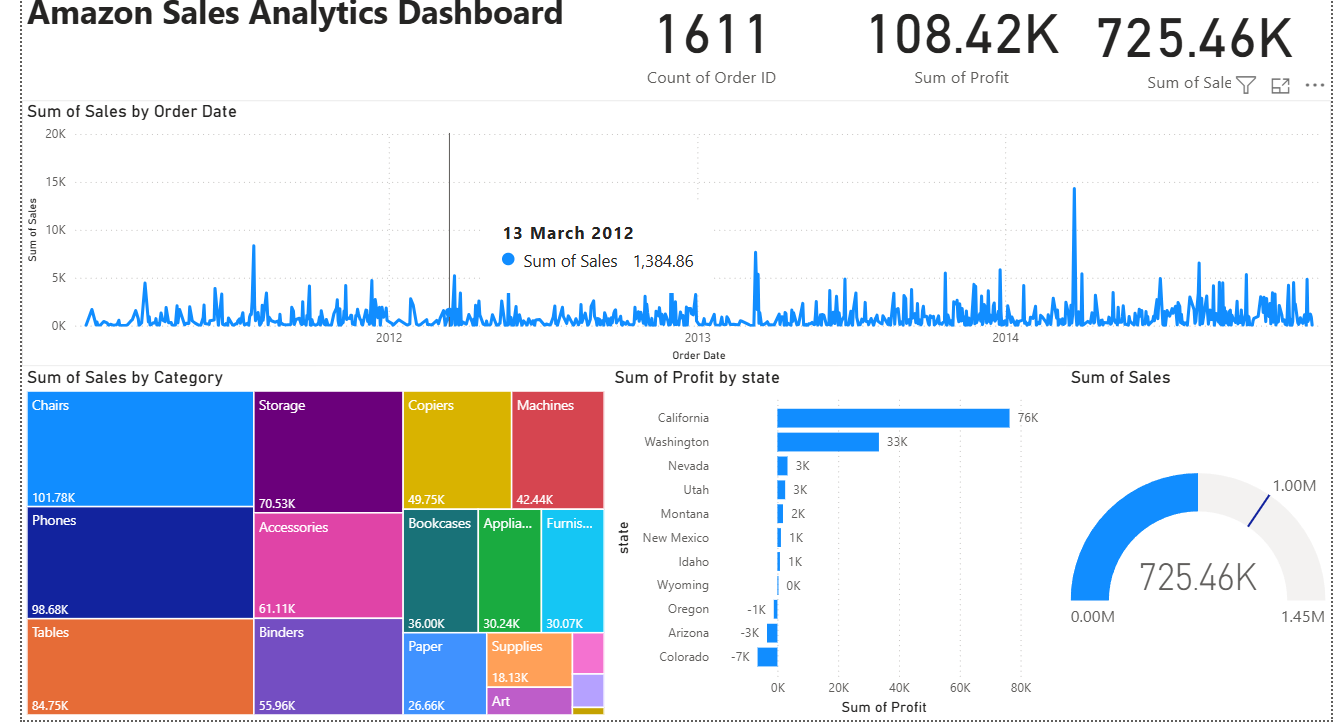 Amazon Sales Analytics Dashboard
1611
Count of Order ID
108.42K
Sum of Profit
725.46K
Sum of Sale
Sum of Sales by Order Date
Sum of Sales
20K
15K
10K
5K
0K
13 March 2012
Sum of Sales 1,384.86
2012
2013
2014
Order Date
Sum of Sales by Category
Chairs
101.78K
Phones
98.68K
Tables
84.75K
Storage
70.53K
Accessories
61.11K
Binders
55.96K
Copiers
49.75K
Machines
42.44K
Bookcases
36.00K
Applia...
30.24K
Furnis...
30.07K
Paper
26.66K
Supplies
18.13K
Art
Sum of Profit by state
state
California 76K
Washington 33K
Nevada 3K
Utah 3K
Montana 2K
New Mexico 1K
Idaho 1K
Wyoming 0K
Oregon -1K
Arizona -3K
Colorado -7K
0K 20K 40K 60K 80K
Sum of Profit
Sum of Sales
1.00M
725.46K
0.00M
1.45M